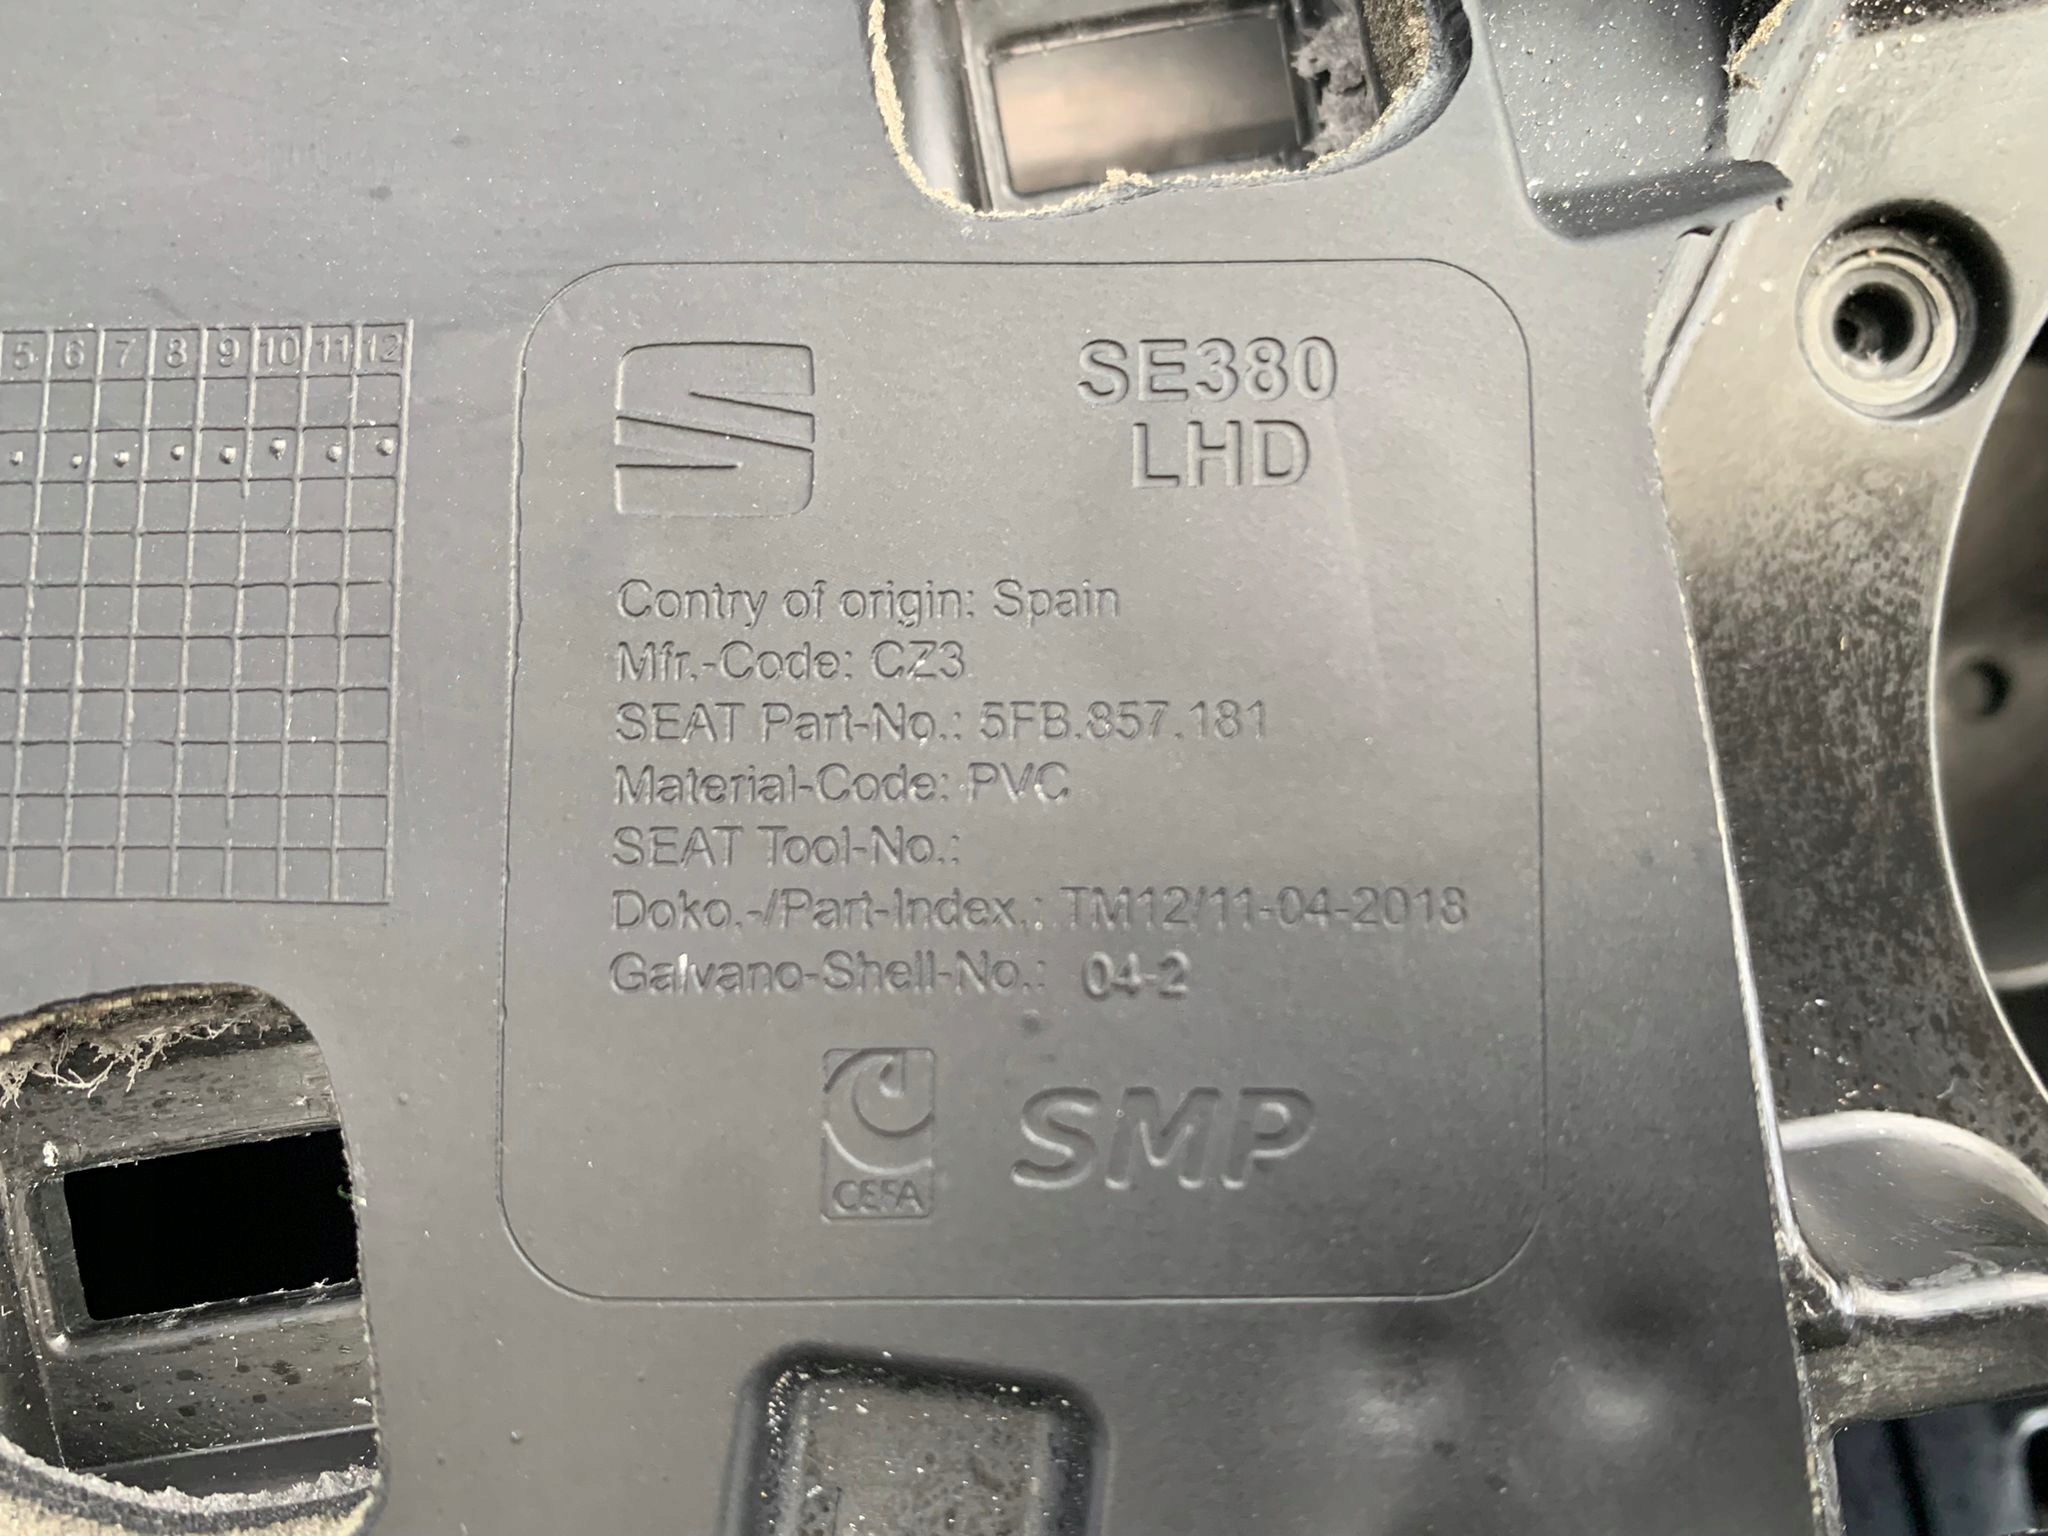 5 6 7 8 9 10 11 12
SE380
LHD
Contry of origin: Spain
Mfr.-Code: CZ3
SEAT Part-No.: 5FB.857.181
Material-Code: PVC
SEAT Tool-No.:
Doko.-/Part-Index.: TM12/11-04-2018
Galvano-Shell-No.: 04-2
CEFA
SMP